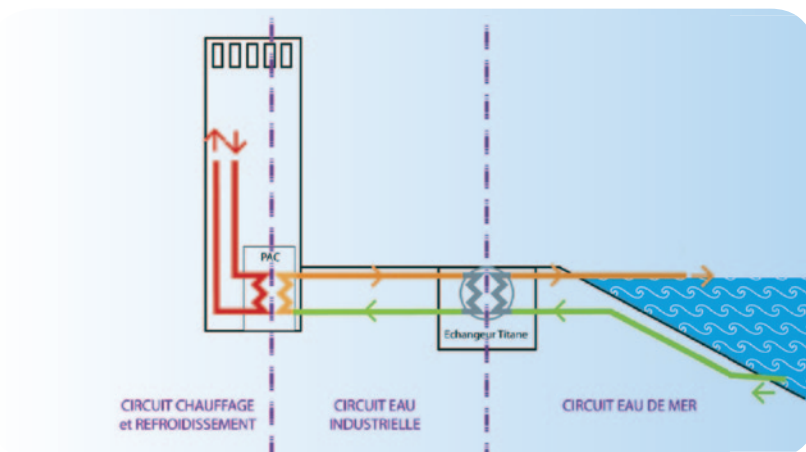 PAC
Echangeur Titane
CIRCUIT CHAUFFAGE
et REFROIDISSEMENT
CIRCUIT EAU
INDUSTRIELLE
CIRCUIT EAU DE MER